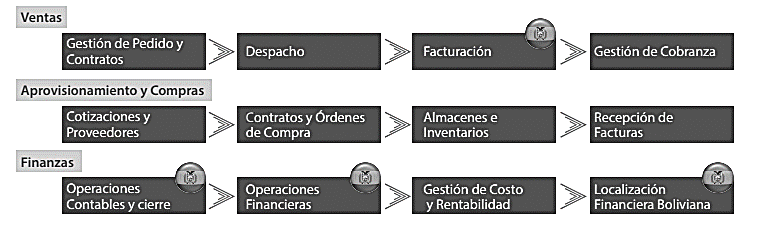 Ventas
Gestión de Pedido y
Contratos
Despacho
Facturación
Gestión de Cobranza
Aprovisionamiento y Compras
Cotizaciones y
Proveedores
Contratos y Órdenes
de Compra
Almacenes e
Inventarios
Recepción de
Facturas
Finanzas
Operaciones
Contables y cierre
Operaciones
Financieras
Gestión de Costo
y Rentabilidad
Localización
Financiera Boliviana